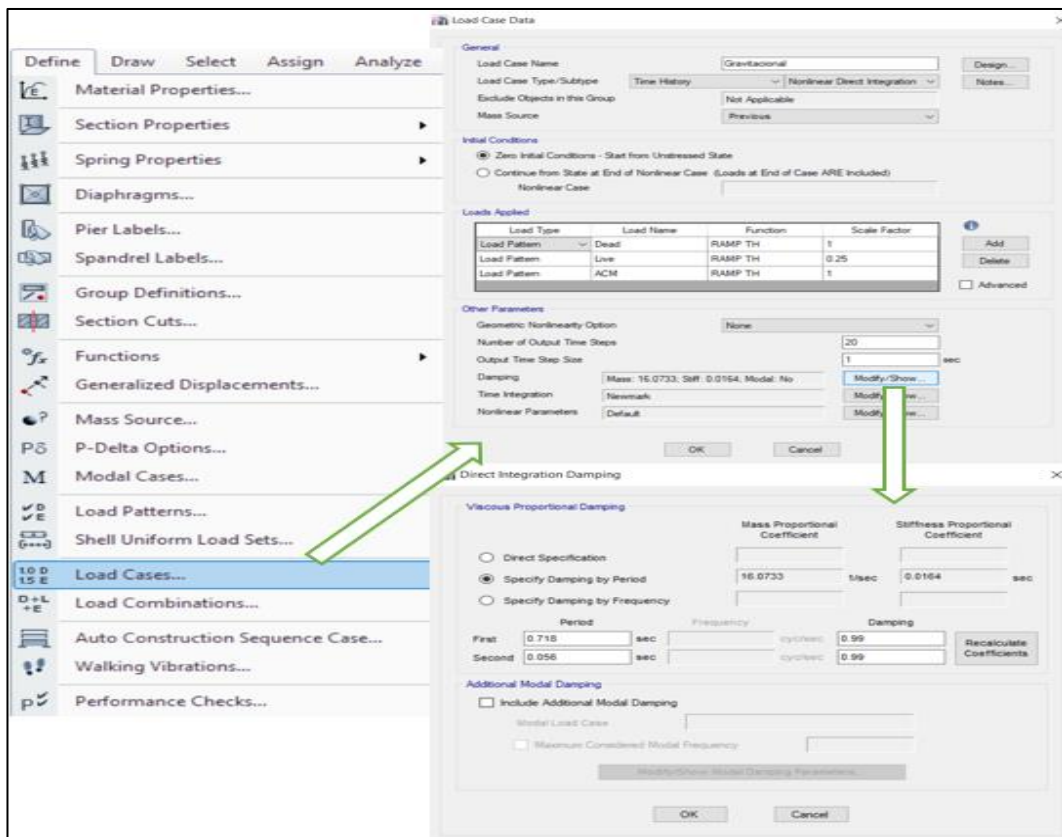 Define Draw Select Assign Analyze
Material Properties...
Section Properties
Spring Properties
Diaphragms...
Pier Labels...
Spandrel Labels...
Group Definitions...
Section Cuts...
Functions
Generalized Displacements...
Mass Source...
Pδ P-Delta Options...
M Modal Cases...
Load Patterns...
Shell Uniform Load Sets...
Load Cases...
Load Combinations...
Auto Construction Sequence Case...
Walking Vibrations...
Performance Checks...
Load Case Data
General
Load Case Name Gravitacional Design...
Load Case Type/Subtype Time History Nonlinear Direct Integration Notes...
Exclude Objects in this Group Not Applicable
Mass Source Previous
Initial Conditions
Zero Initial Conditions - Start from Unstressed State
Continue from State at End of Nonlinear Case (Loads at End of Case ARE Included)
Nonlinear Case
Loads Applied
Load Type Load Name Function Scale Factor
Load Pattern Dead RAMP TH 1 Add
Load Pattern Live RAMP TH 0.25 Delete
Load Pattern ACM RAMP TH 1
Advanced
Other Parameters
Geometric Nonlinearity Option None
Number of Output Time Steps 20
Output Time Step Size 1 sec
Damping Mass: 16.0733; Stiff: 0.0164; Modal: No Modify/Show...
Time Integration Newmark
Nonlinear Parameters Default
OK Cancel
Direct Integration Damping
Viscous Proportional Damping
Mass Proportional Coefficient Stiffness Proportional Coefficient
Direct Specification
Specify Damping by Period 16.0733 1/sec 0.0164 sec
Specify Damping by Frequency
Period Frequency Damping
First 0.718 sec cyc/sec 0.99
Second 0.056 sec cyc/sec 0.99
Recalculate Coefficients
Additional Modal Damping
Include Additional Modal Damping
Modal Load Case
Maximum Considered Modal Frequency
Modify/Show Modal Damping Parameters...
OK Cancel